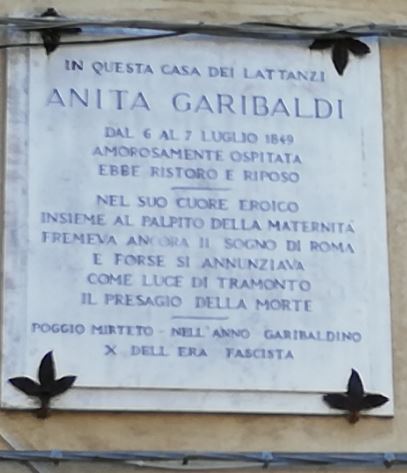 IN QUESTA CASA DEI LATTANZI
ANITA GARIBALDI
DAL 6 AL 7 LUGLIO 1849
AMOROSAMENTE OSPITATA
EBBE RISTORO E RIPOSO
NEL SUO CUORE EROICO
INSIEME AL PALPITO DELLA MATERNITÀ
FREMEVA ANCORA IL SOGNO DI ROMA
E FORSE SI ANNUNZIAVA
COME LUCE DI TRAMONTO
IL PRESAGIO DELLA MORTE
POGGIO MIRTETO - NELL'ANNO GARIBALDINO
X DELL'ERA FASCISTA